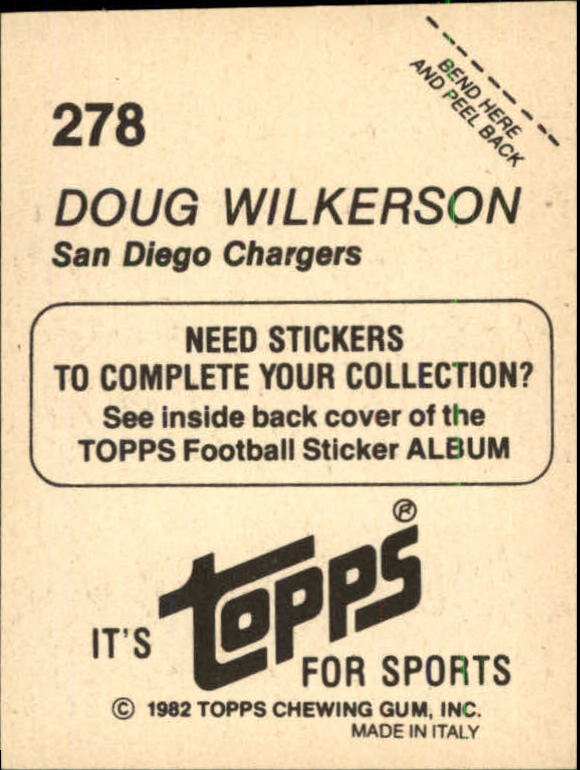 BEND HERE
AND PEEL BACK
278
DOUG WILKERSON
San Diego Chargers
NEED STICKERS
TO COMPLETE YOUR COLLECTION?
See inside back cover of the
TOPPS Football Sticker ALBUM
IT'S topps®
FOR SPORTS
© 1982 TOPPS CHEWING GUM, INC.
MADE IN ITALY